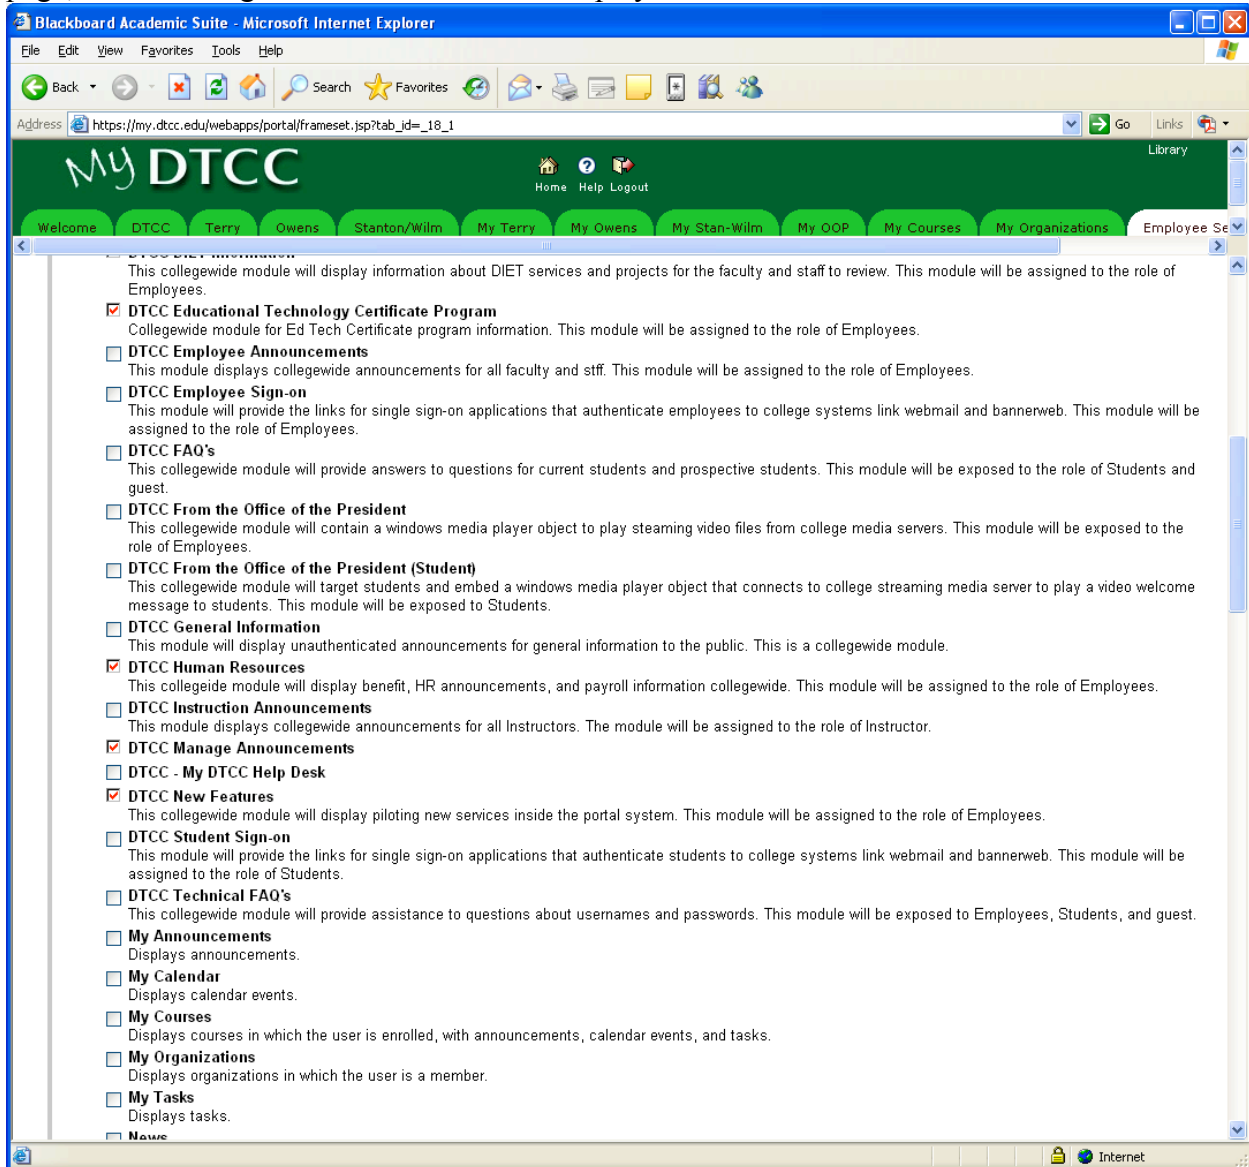 Blackboard Academic Suite - Microsoft Internet Explorer
File Edit View Favorites Tools Help
Back Search Favorites
Address https://my.dtcc.edu/webapps/portal/frameset.jsp?tab_id=_18_1 Go Links
My DTCC
Library
Home Help Logout
Welcome DTCC Terry Owens Stanton/Wilm My Terry My Owens My Stan-Wilm My OOP My Courses My Organizations Employee Se
DTCC DIET Information
This collegewide module will display information about DIET services and projects for the faculty and staff to review. This module will be assigned to the role of
Employees.
DTCC Educational Technology Certificate Program
Collegewide module for Ed Tech Certificate program information. This module will be assigned to the role of Employees.
DTCC Employee Announcements
This module displays collegewide announcements for all faculty and stff. This module will be assigned to the role of Employees.
DTCC Employee Sign-on
This module will provide the links for single sign-on applications that authenticate employees to college systems link webmail and bannerweb. This module will be
assigned to the role of Employees.
DTCC FAQ's
This collegewide module will provide answers to questions for current students and prospective students. This module will be exposed to the role of Students and
guest.
DTCC From the Office of the President
This collegewide module will contain a windows media player object to play steaming video files from college media servers. This module will be exposed to the
role of Employees.
DTCC From the Office of the President (Student)
This collegewide module will target students and embed a windows media player object that connects to college streaming media server to play a video welcome
message to students. This module will be exposed to Students.
DTCC General Information
This module will display unauthenticated announcements for general information to the public. This is a collegewide module.
DTCC Human Resources
This collegeide module will display benefit, HR announcements, and payroll information collegewide. This module will be assigned to the role of Employees.
DTCC Instruction Announcements
This module displays collegewide announcements for all Instructors. The module will be assigned to the role of Instructor.
DTCC Manage Announcements
DTCC - My DTCC Help Desk
DTCC New Features
This collegewide module will display piloting new services inside the portal system. This module will be assigned to the role of Employees.
DTCC Student Sign-on
This module will provide the links for single sign-on applications that authenticate students to college systems link webmail and bannerweb. This module will be
assigned to the role of Students.
DTCC Technical FAQ's
This collegewide module will provide assistance to questions about usernames and passwords. This module will be exposed to Employees, Students, and guest.
My Announcements
Displays announcements.
My Calendar
Displays calendar events.
My Courses
Displays courses in which the user is enrolled, with announcements, calendar events, and tasks.
My Organizations
Displays organizations in which the user is a member.
My Tasks
Displays tasks.
News
Internet